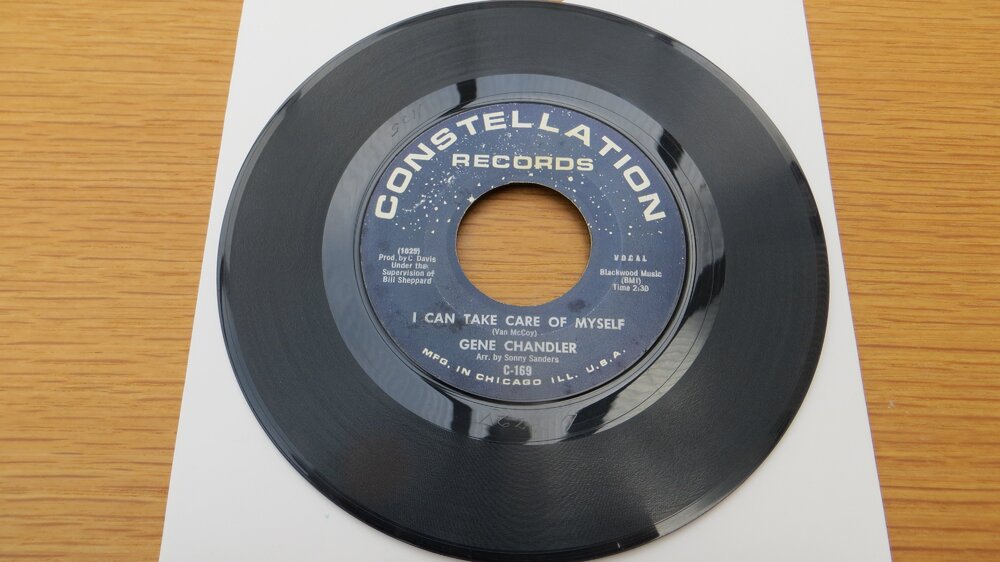 CONSTELLATION
RECORDS
(1025)
Prod. by C. Davis
Under the
Supervision of
Bill Sheppard
VOCAL
Blackwood Music
(BMI)
Time 2:30
I CAN TAKE CARE OF MYSELF
(Van McCoy)
GENE CHANDLER
Arr. by Sonny Sanders
C-169
MFG. IN CHICAGO ILL. U.S.A.